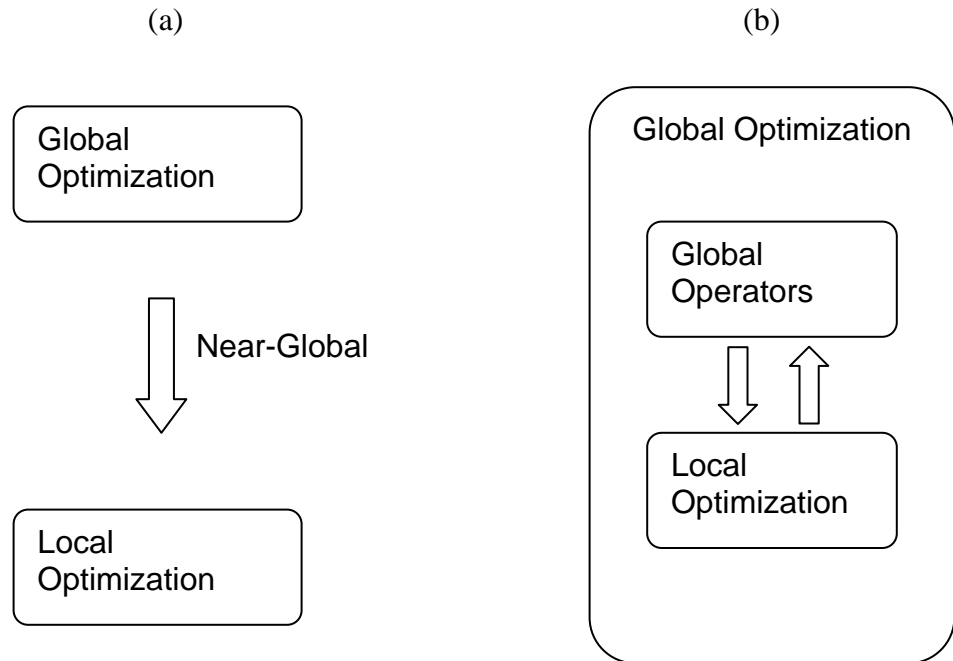 (a)
Global
Optimization
Near-Global
Local
Optimization
(b)
Global Optimization
Global
Operators
Local
Optimization